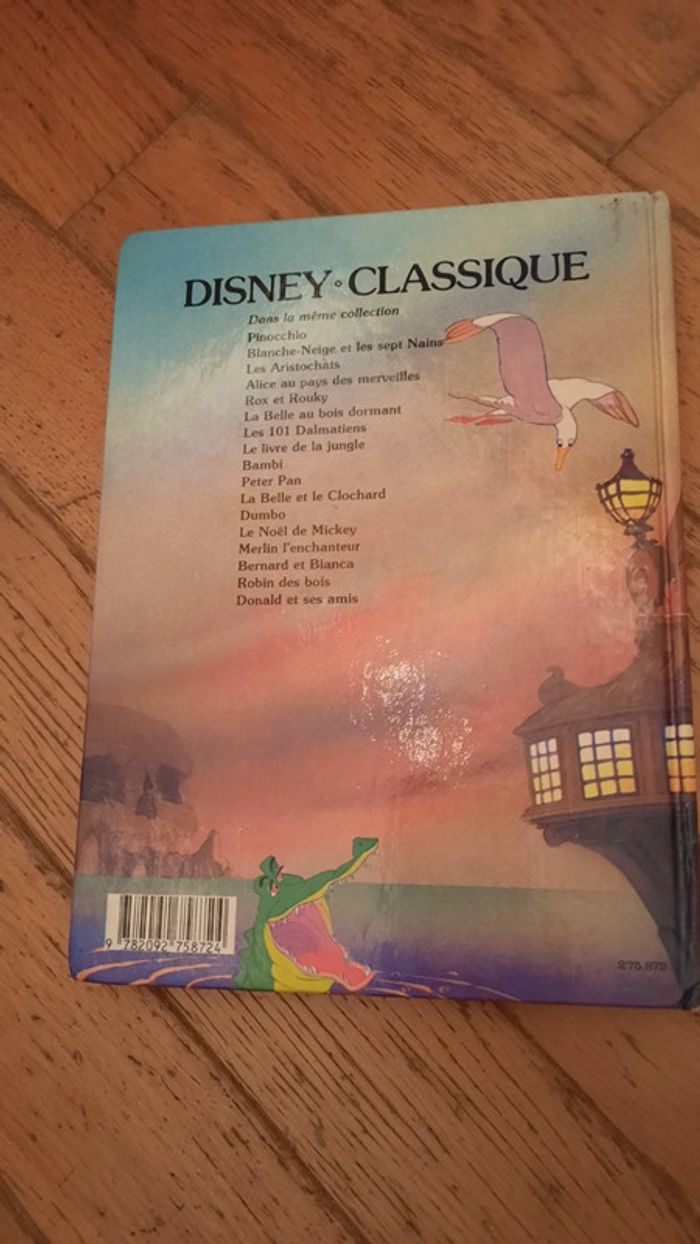 DISNEY • CLASSIQUE
Dans la même collection
Pinocchio
Blanche-Neige et les sept Nains
Les Aristochats
Alice au pays des merveilles
Rox et Rouky
La Belle au bois dormant
Les 101 Dalmatiens
Le livre de la jungle
Bambi
Peter Pan
La Belle et le Clochard
Dumbo
Le Noël de Mickey
Merlin l'enchanteur
Bernard et Bianca
Robin des bois
Donald et ses amis
9 782092 758724
275 872